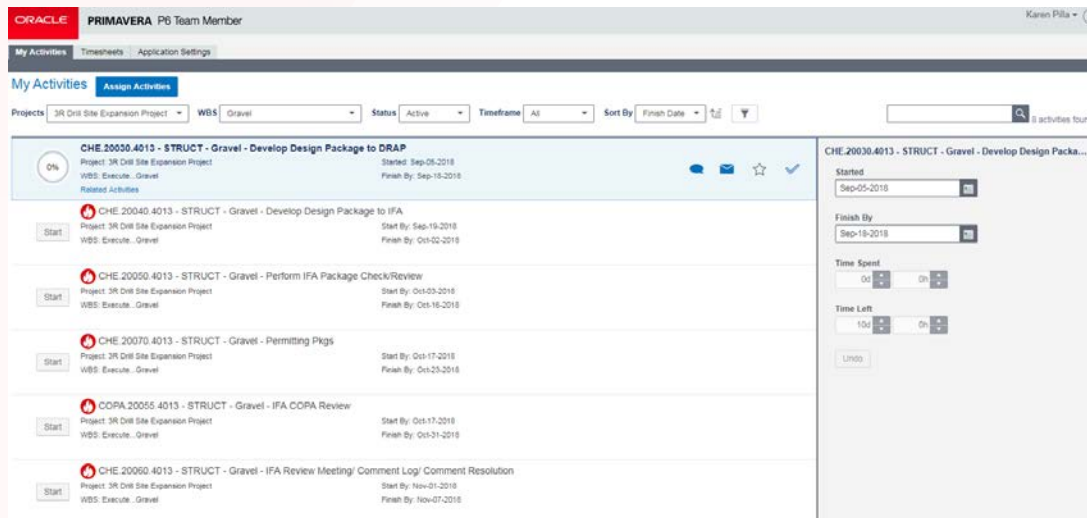 ORACLE PRIMAVERA P6 Team Member Karen Pilla
My Activities Timesheets Application Settings
My Activities Assign Activities
Projects 3R Drill Site Expansion Project WBS Gravel Status Active Timeframe All Sort By Finish Date 8 activities foun
0% CHE.20030.4013 - STRUCT - Gravel - Develop Design Package to DRAP
Project: 3R Drill Site Expansion Project Started: Sep-05-2018
WBS: Execute...Gravel Finish By: Sep-18-2018
Related Activities
CHE.20040.4013 - STRUCT - Gravel - Develop Design Package to IFA
Start Project: 3R Drill Site Expansion Project Start By: Sep-19-2018
WBS: Execute...Gravel Finish By: Oct-02-2018
CHE.20050.4013 - STRUCT - Gravel - Perform IFA Package Check/Review
Start Project: 3R Drill Site Expansion Project Start By: Oct-03-2018
WBS: Execute...Gravel Finish By: Oct-16-2018
CHE.20070.4013 - STRUCT - Gravel - Permitting Pkgs
Start Project: 3R Drill Site Expansion Project Start By: Oct-17-2018
WBS: Execute...Gravel Finish By: Oct-23-2018
COPA.20055.4013 - STRUCT - Gravel - IFA COPA Review
Start Project: 3R Drill Site Expansion Project Start By: Oct-17-2018
WBS: Execute...Gravel Finish By: Oct-31-2018
CHE.20060.4013 - STRUCT - Gravel - IFA Review Meeting/ Comment Log/ Comment Resolution
Start Project: 3R Drill Site Expansion Project Start By: Nov-01-2018
WBS: Execute...Gravel Finish By: Nov-07-2018
CHE.20030.4013 - STRUCT - Gravel - Develop Design Packa...
Started
Sep-05-2018
Finish By
Sep-18-2018
Time Spent
0d 0h
Time Left
10d 0h
Undo